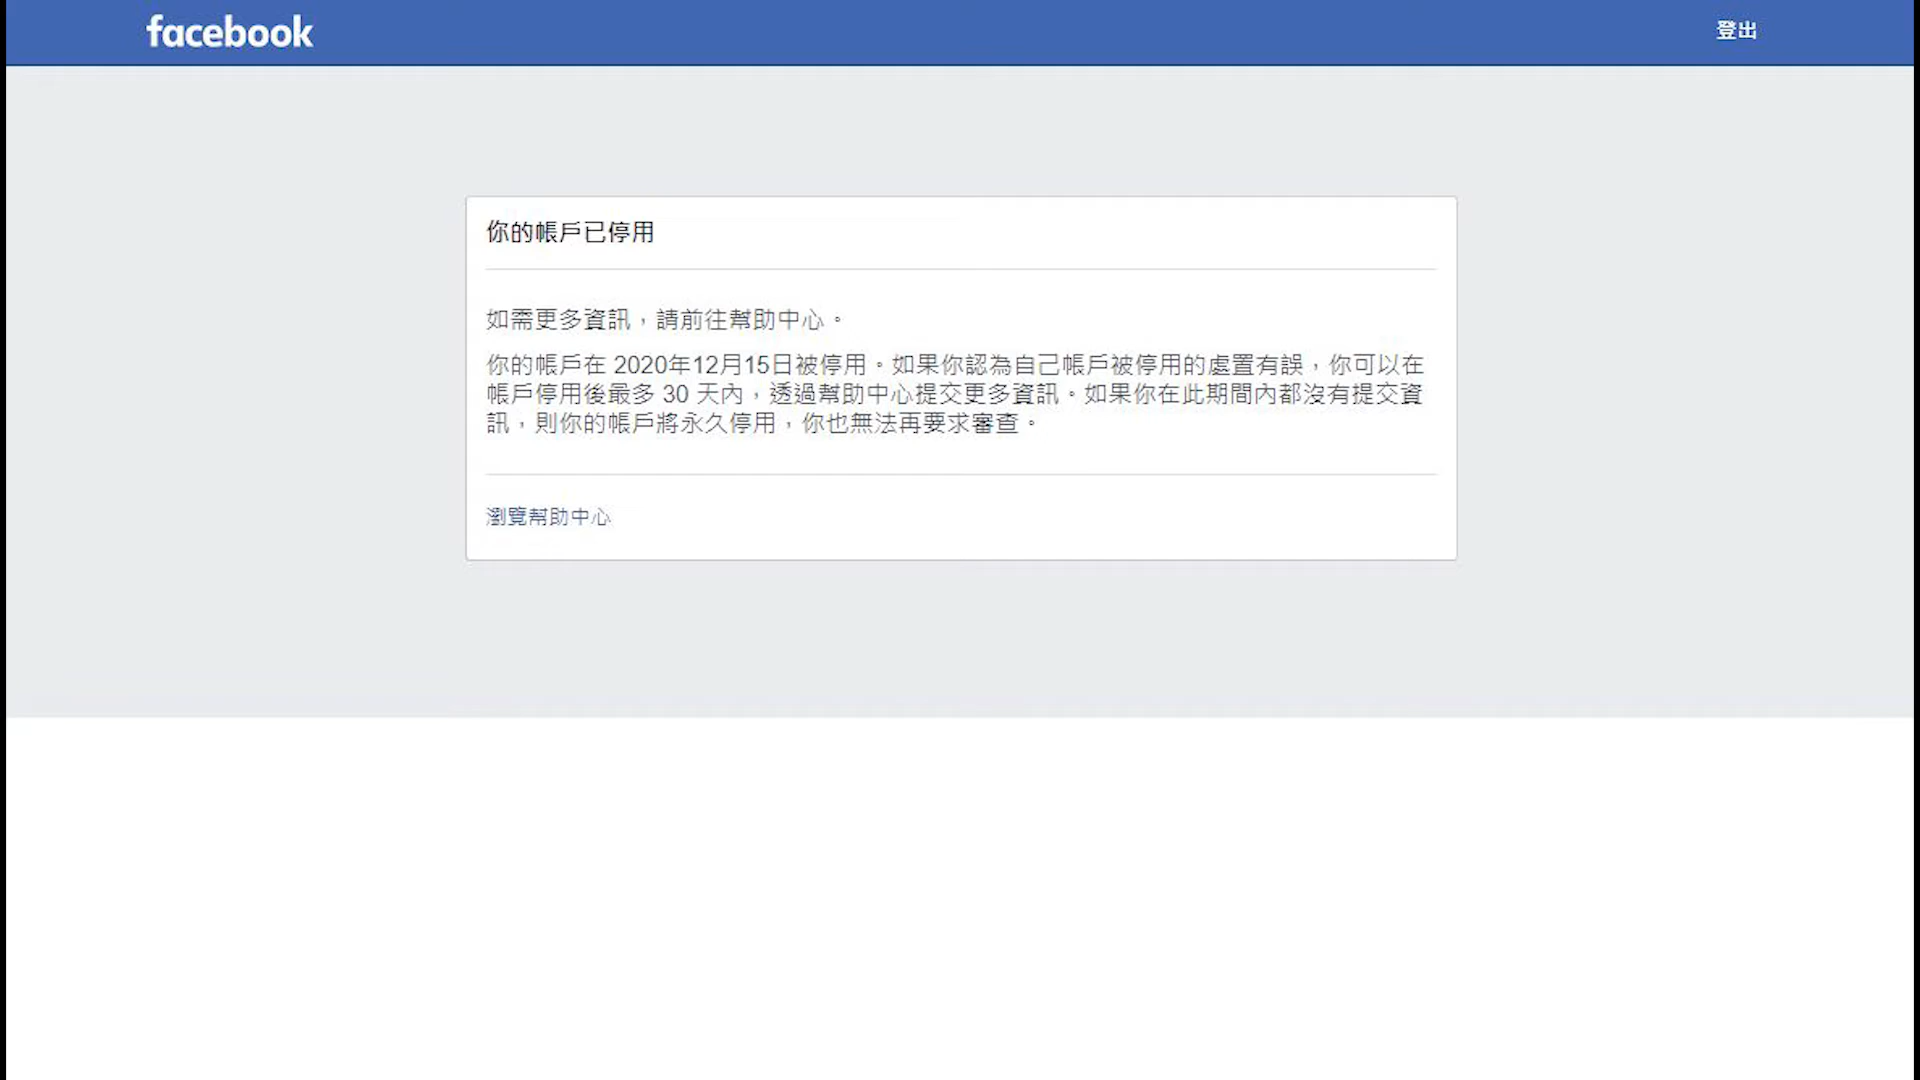 facebook
登出
你的帳戶已停用
如需更多資訊，請前往幫助中心。
你的帳戶在 2020年12月15日被停用。如果你認為自己帳戶被停用的處置有誤，你可以在
帳戶停用後最多 30 天內，透過幫助中心提交更多資訊。如果你在此期間內都沒有提交資
訊，則你的帳戶將永久停用，你也無法再要求審查。
瀏覽幫助中心